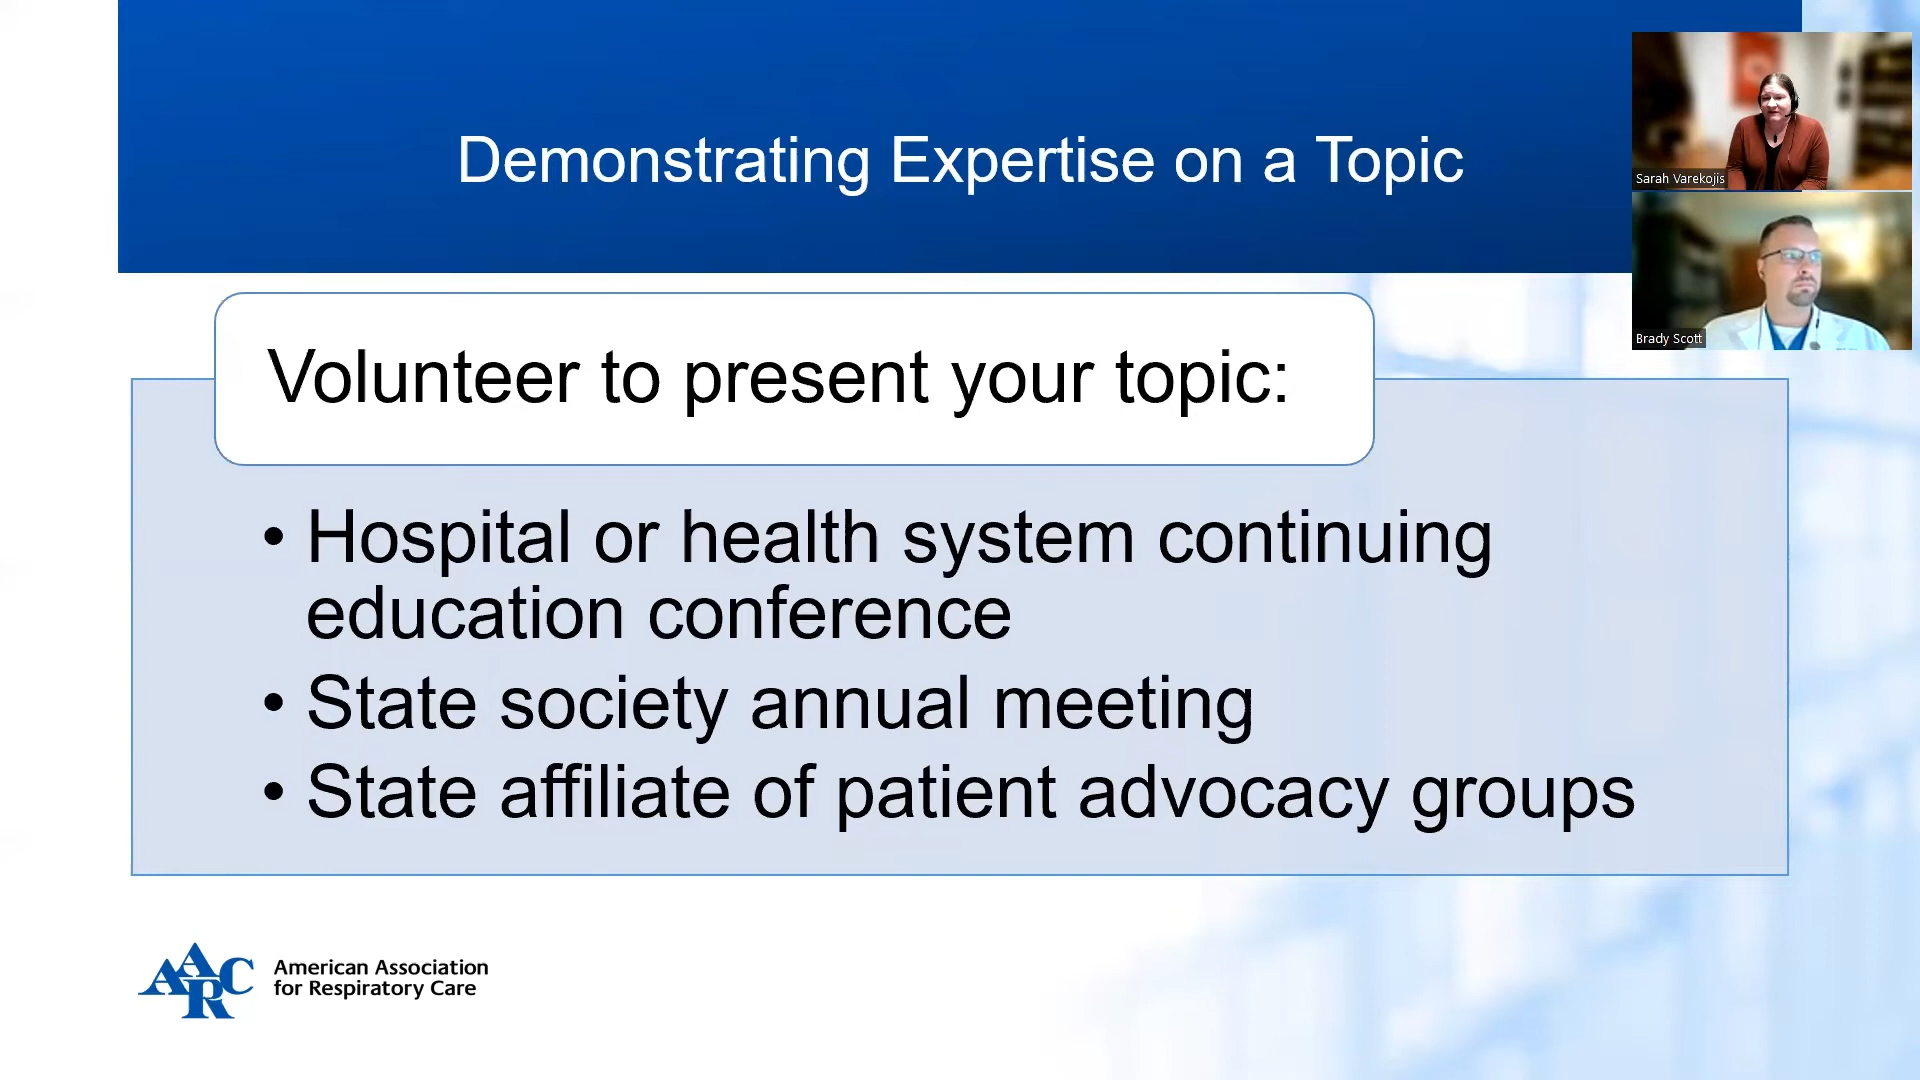 Demonstrating Expertise on a Topic
Sarah Varekojis
Brady Scott
Volunteer to present your topic:
• Hospital or health system continuing
education conference
• State society annual meeting
• State affiliate of patient advocacy groups
AARC
American Association
for Respiratory Care